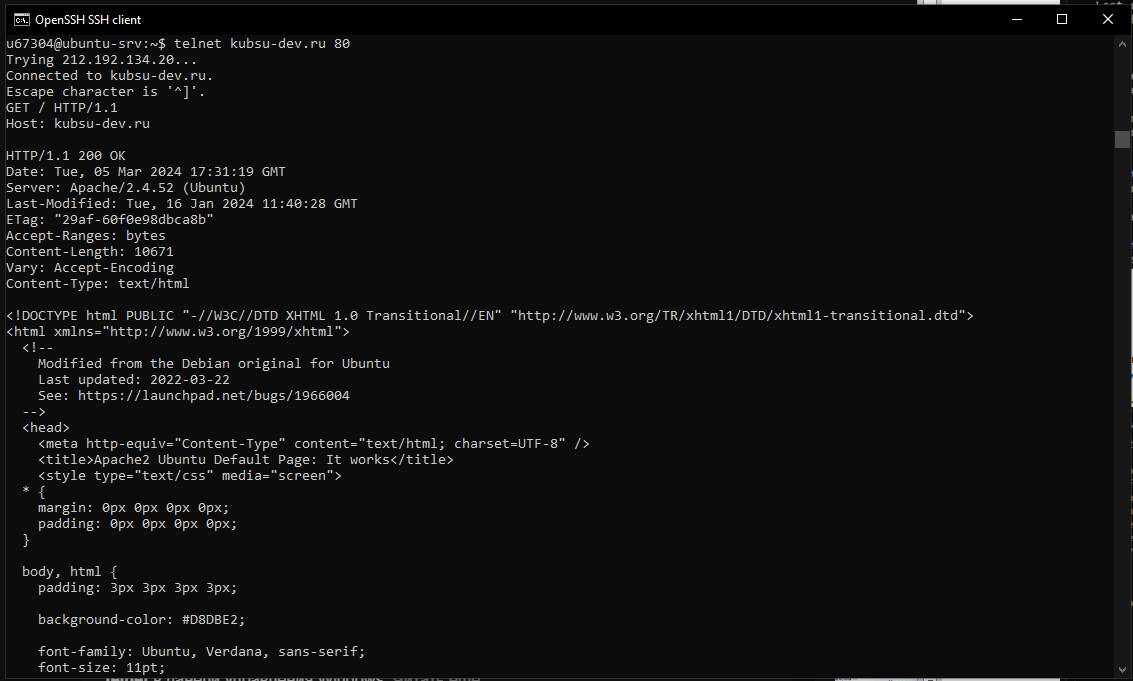 OpenSSH SSH client
u67304@ubuntu-srv:~$ telnet kubsu-dev.ru 80
Trying 212.192.134.20...
Connected to kubsu-dev.ru.
Escape character is '^]'.
GET / HTTP/1.1
Host: kubsu-dev.ru

HTTP/1.1 200 OK
Date: Tue, 05 Mar 2024 17:31:19 GMT
Server: Apache/2.4.52 (Ubuntu)
Last-Modified: Tue, 16 Jan 2024 11:40:28 GMT
ETag: "29af-60f0e98dbca8b"
Accept-Ranges: bytes
Content-Length: 10671
Vary: Accept-Encoding
Content-Type: text/html

<!DOCTYPE html PUBLIC "-//W3C//DTD XHTML 1.0 Transitional//EN" "http://www.w3.org/TR/xhtml1/DTD/xhtml1-transitional.dtd">
<html xmlns="http://www.w3.org/1999/xhtml">
  <!--
    Modified from the Debian original for Ubuntu
    Last updated: 2022-03-22
    See: https://launchpad.net/bugs/1966004
  -->
  <head>
    <meta http-equiv="Content-Type" content="text/html; charset=UTF-8" />
    <title>Apache2 Ubuntu Default Page: It works</title>
    <style type="text/css" media="screen">
  * {
    margin: 0px 0px 0px 0px;
    padding: 0px 0px 0px 0px;
  }

  body, html {
    padding: 3px 3px 3px 3px;

    background-color: #D8DBE2;

    font-family: Ubuntu, Verdana, sans-serif;
    font-size: 11pt;